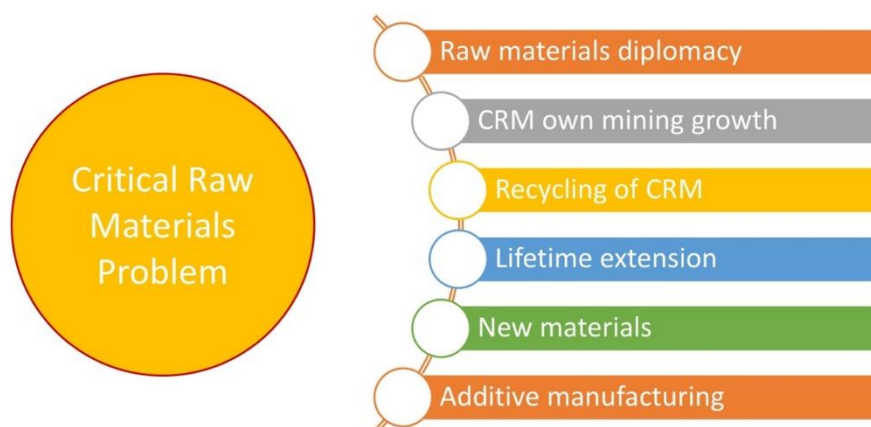 Critical Raw
Materials
Problem
Raw materials diplomacy
CRM own mining growth
Recycling of CRM
Lifetime extension
New materials
Additive manufacturing